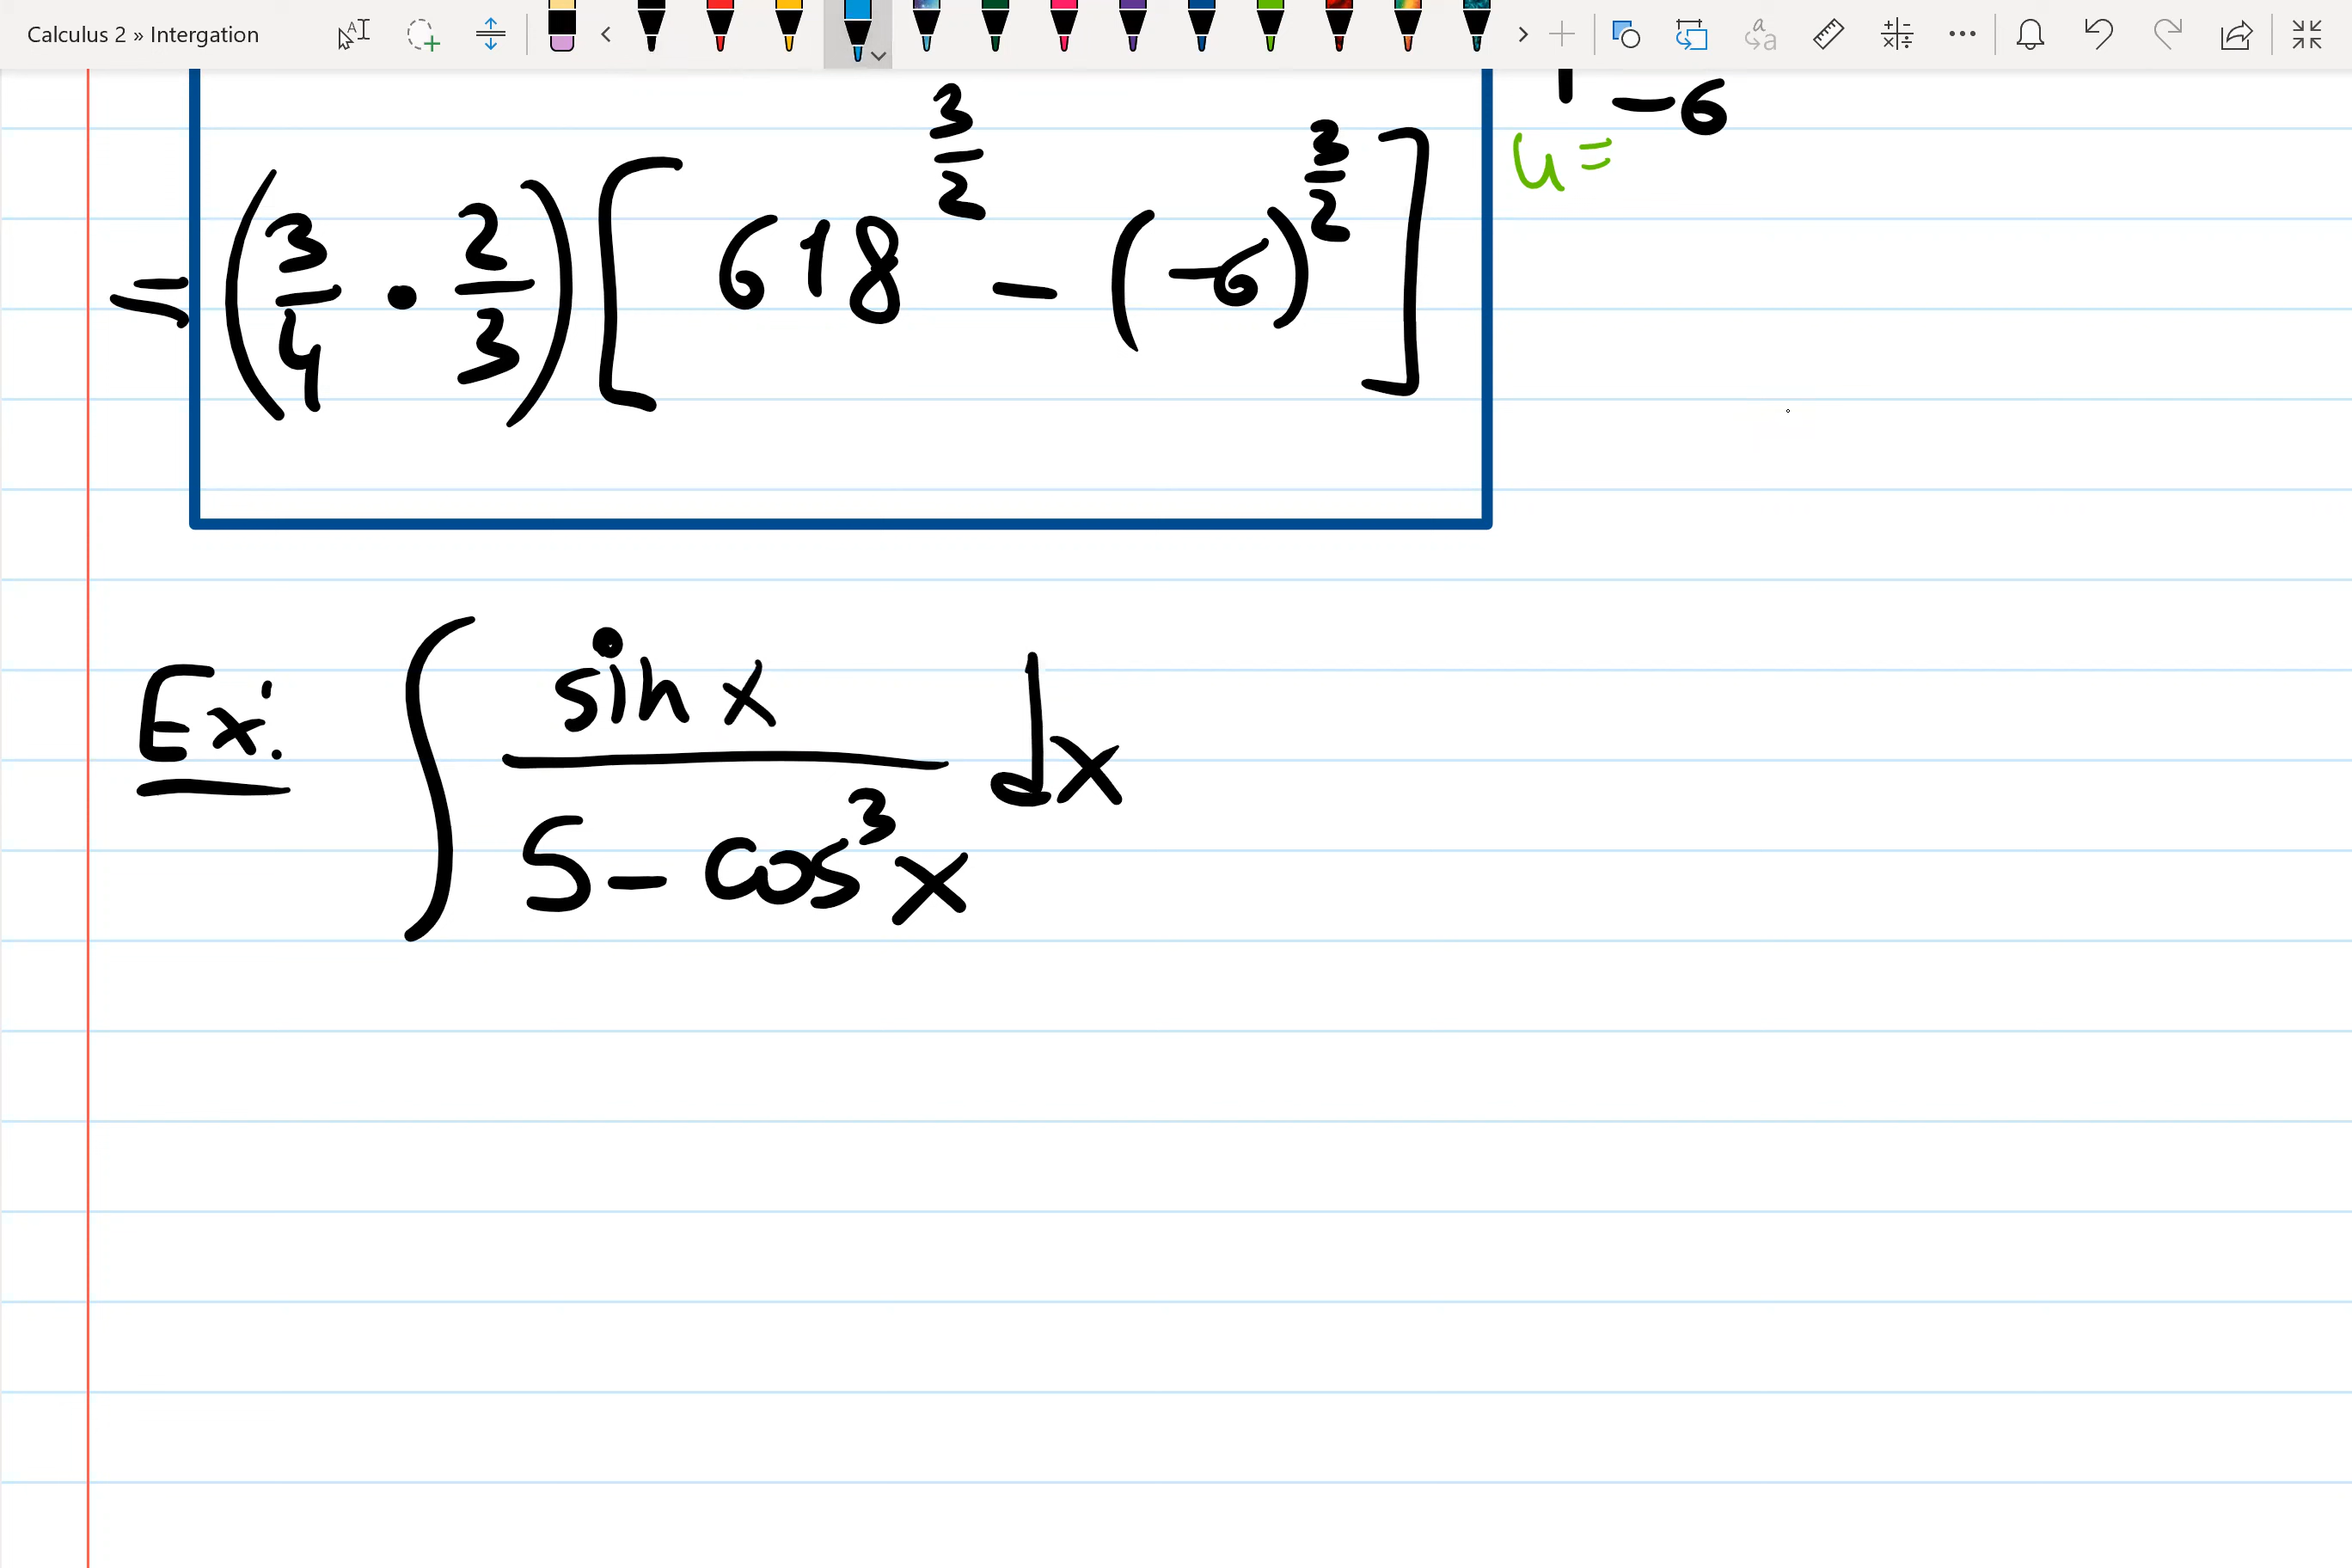 Calculus 2 » Intergation
-6
u =
= (3/4 · 2/3) [ 618^(3/2) - (-6)^(3/2) ]
Ex: ∫ sin x / 5 - cos³x dx